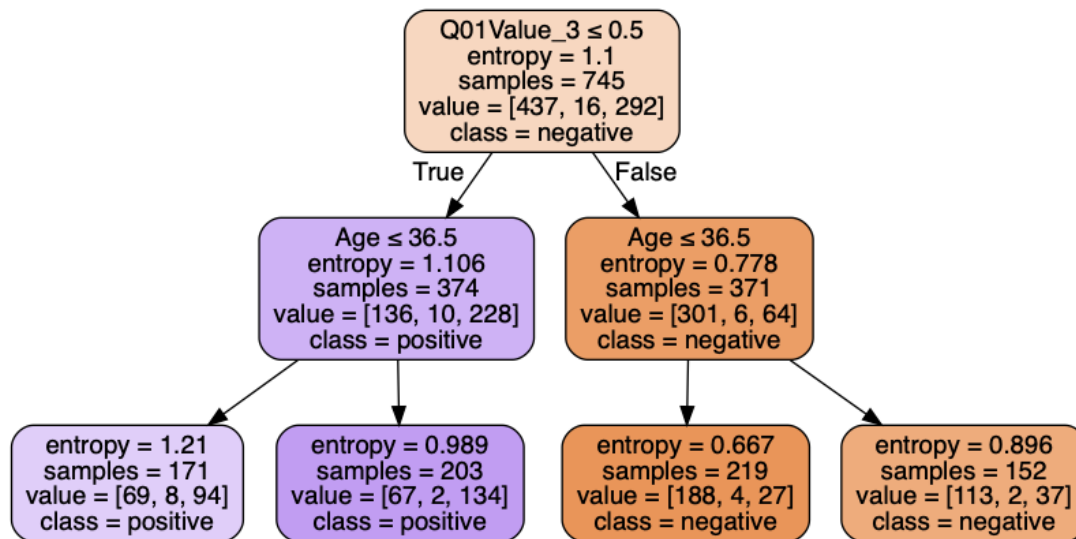 Q01Value_3 ≤ 0.5
entropy = 1.1
samples = 745
value = [437, 16, 292]
class = negative
True
False
Age ≤ 36.5
entropy = 1.106
samples = 374
value = [136, 10, 228]
class = positive
Age ≤ 36.5
entropy = 0.778
samples = 371
value = [301, 6, 64]
class = negative
entropy = 1.21
samples = 171
value = [69, 8, 94]
class = positive
entropy = 0.989
samples = 203
value = [67, 2, 134]
class = positive
entropy = 0.667
samples = 219
value = [188, 4, 27]
class = negative
entropy = 0.896
samples = 152
value = [113, 2, 37]
class = negative